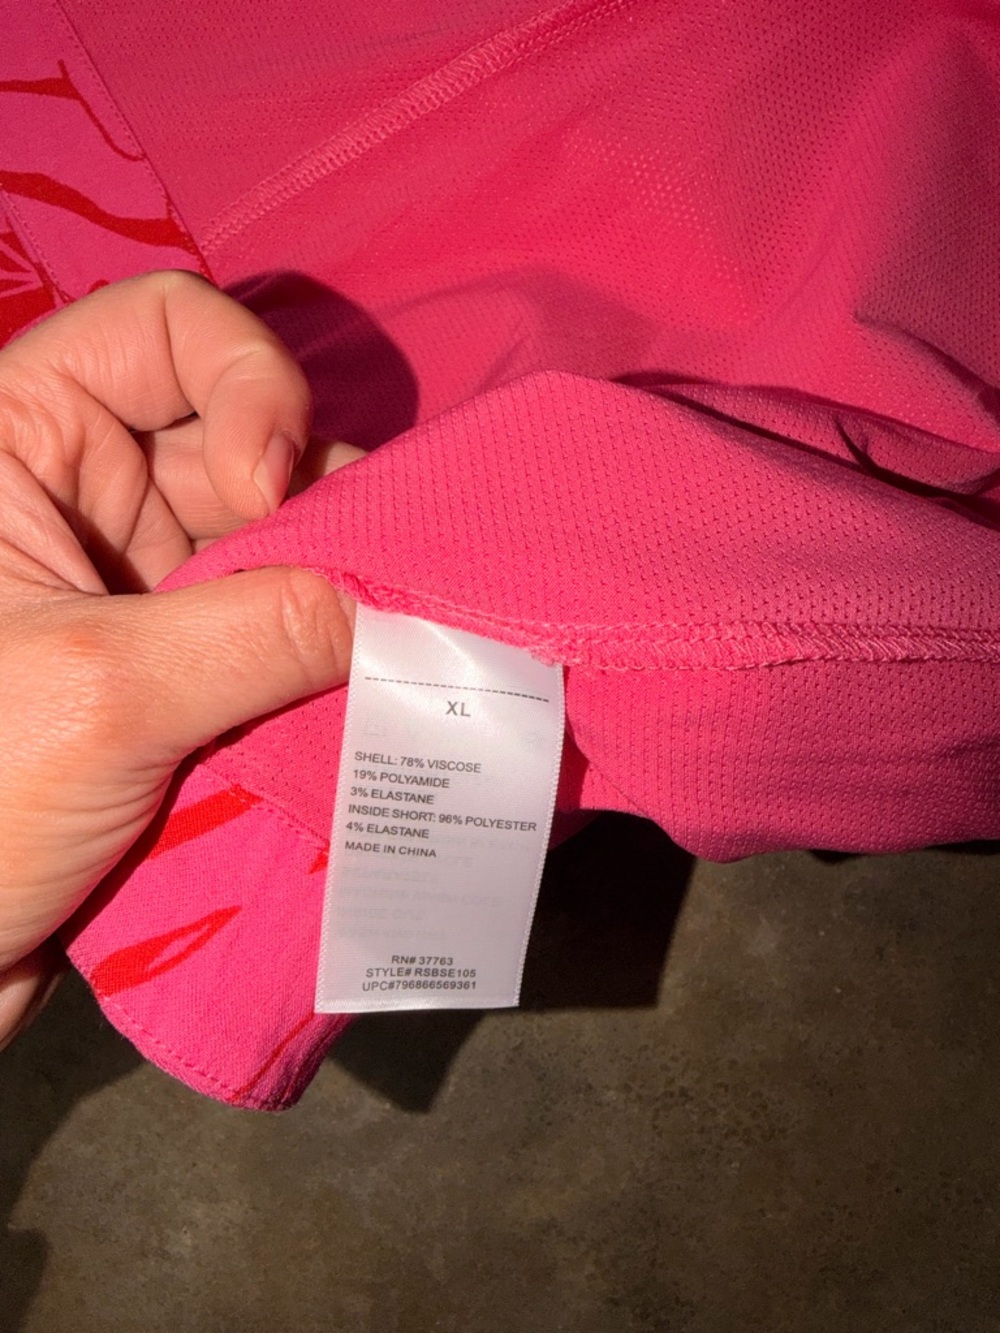 XL
SHELL: 78% VISCOSE
19% POLYAMIDE
3% ELASTANE
INSIDE SHORT: 96% POLYESTER
4% ELASTANE
MADE IN CHINA
RN# 37763
STYLE# RSBSE105
UPC#796866569361